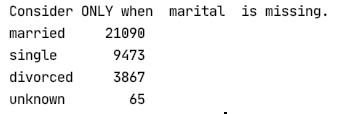 Consider ONLY when  marital  is missing.
married     21090
single       9473
divorced     3867
unknown        65